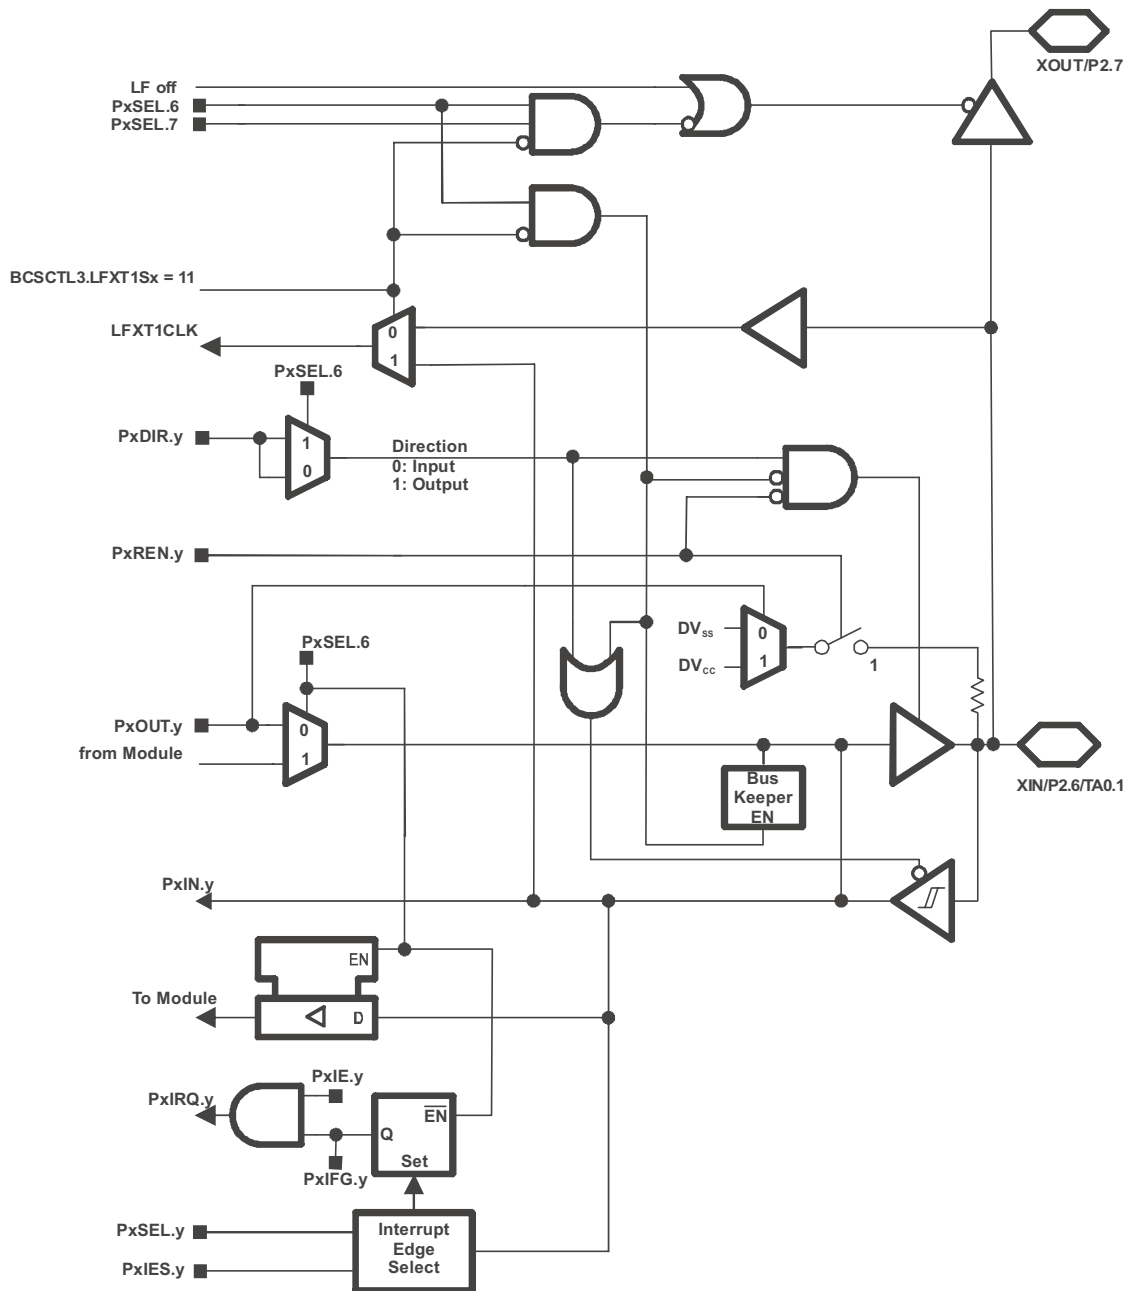 XOUT/P2.7
LF off
PxSEL.6
PxSEL.7
BCSCTL3.LFXT1Sx = 11
LFXT1CLK
0
1
PxSEL.6
PxDIR.y
1
0
Direction
0: Input
1: Output
PxREN.y
DVss
0
DVcc
1
1
PxSEL.6
PxOUT.y
0
from Module
1
Bus
Keeper
EN
XIN/P2.6/TA0.1
PxIN.y
EN
To Module
D
PxIE.y
PxIRQ.y
EN
Q
Set
PxIFG.y
PxSEL.y
PxIES.y
Interrupt
Edge
Select